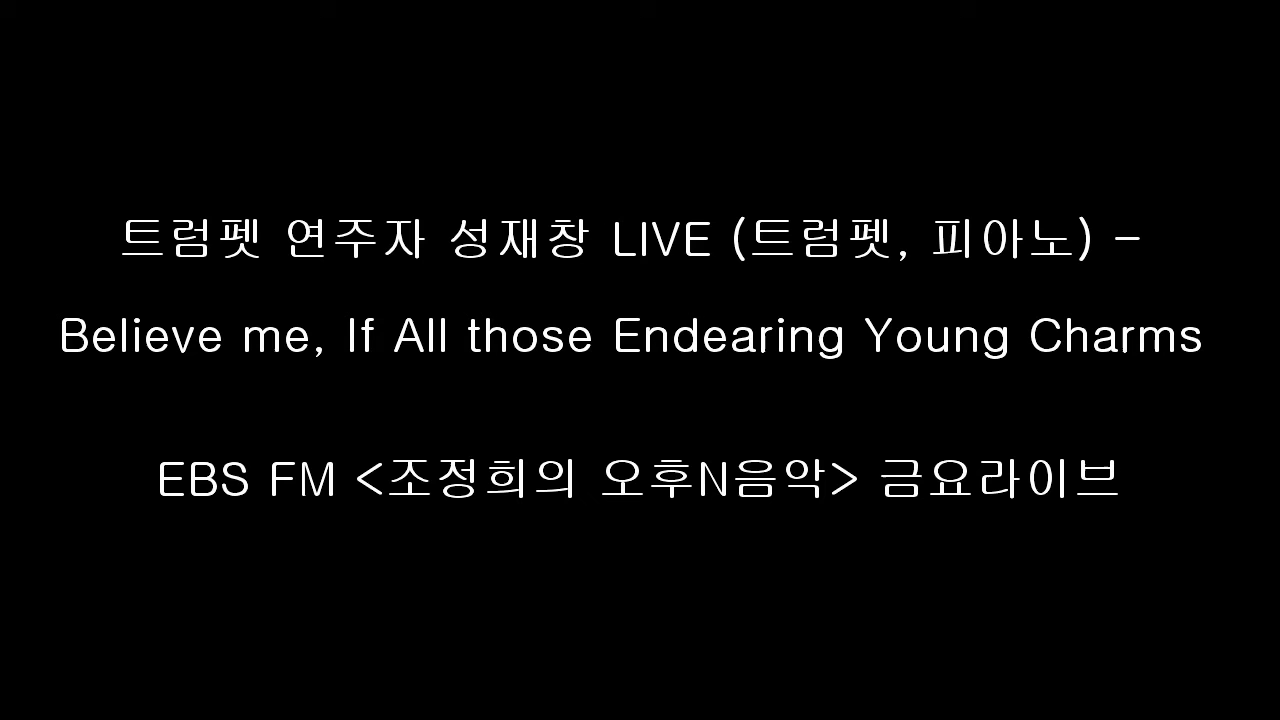 트럼펫 연주자 성재창 LIVE (트럼펫, 피아노) -
Believe me, If All those Endearing Young Charms
EBS FM <조정희의 오후N음악> 금요라이브